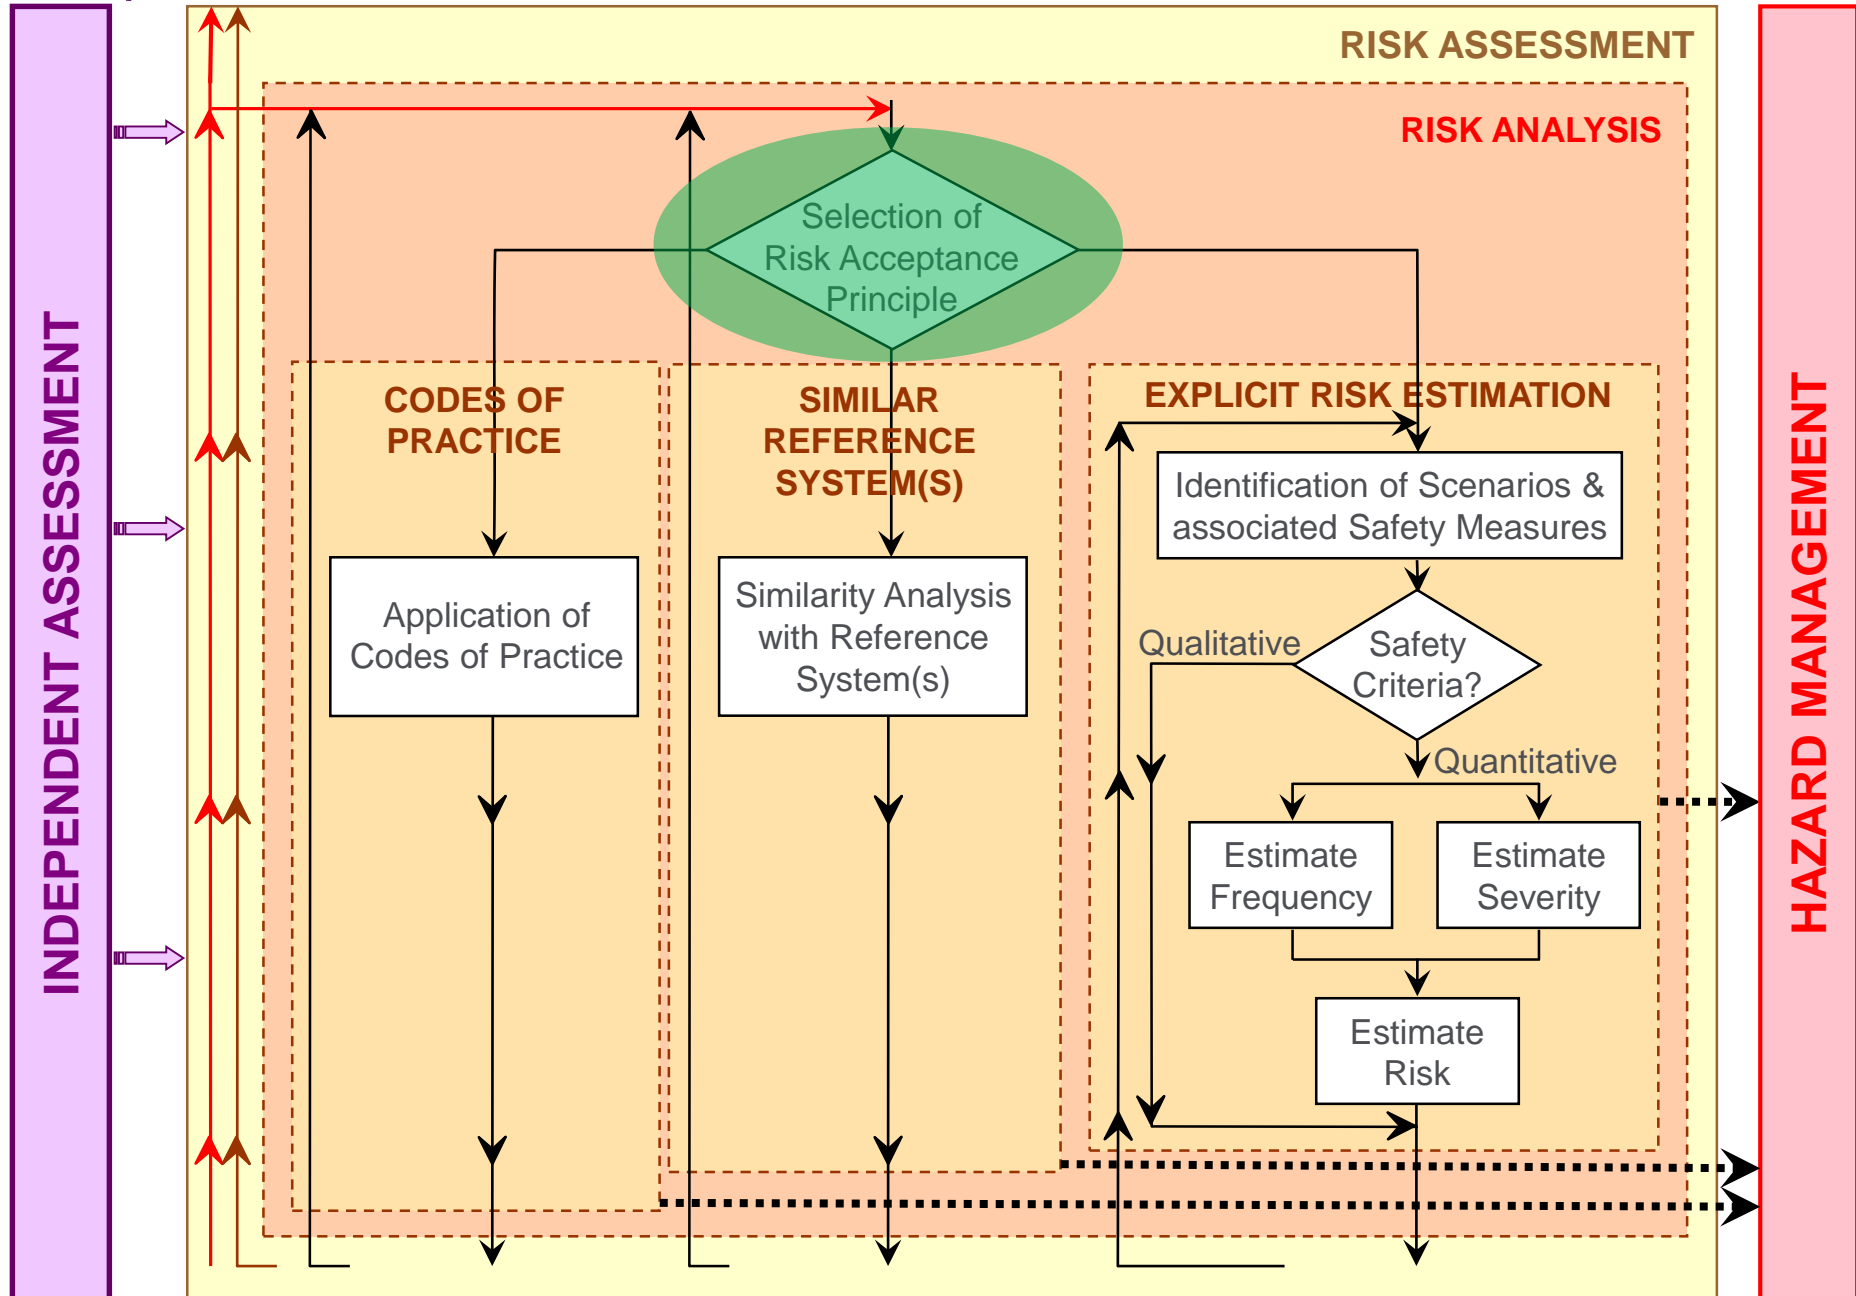 INDEPENDENT ASSESSMENT
RISK ASSESSMENT
RISK ANALYSIS
Selection of
Risk Acceptance
Principle
CODES OF
PRACTICE
Application of
Codes of Practice
SIMILAR
REFERENCE
SYSTEM(S)
Similarity Analysis
with Reference
System(s)
EXPLICIT RISK ESTIMATION
Identification of Scenarios &
associated Safety Measures
Qualitative
Safety
Criteria?
Quantitative
Estimate
Frequency
Estimate
Severity
Estimate
Risk
HAZARD MANAGEMENT